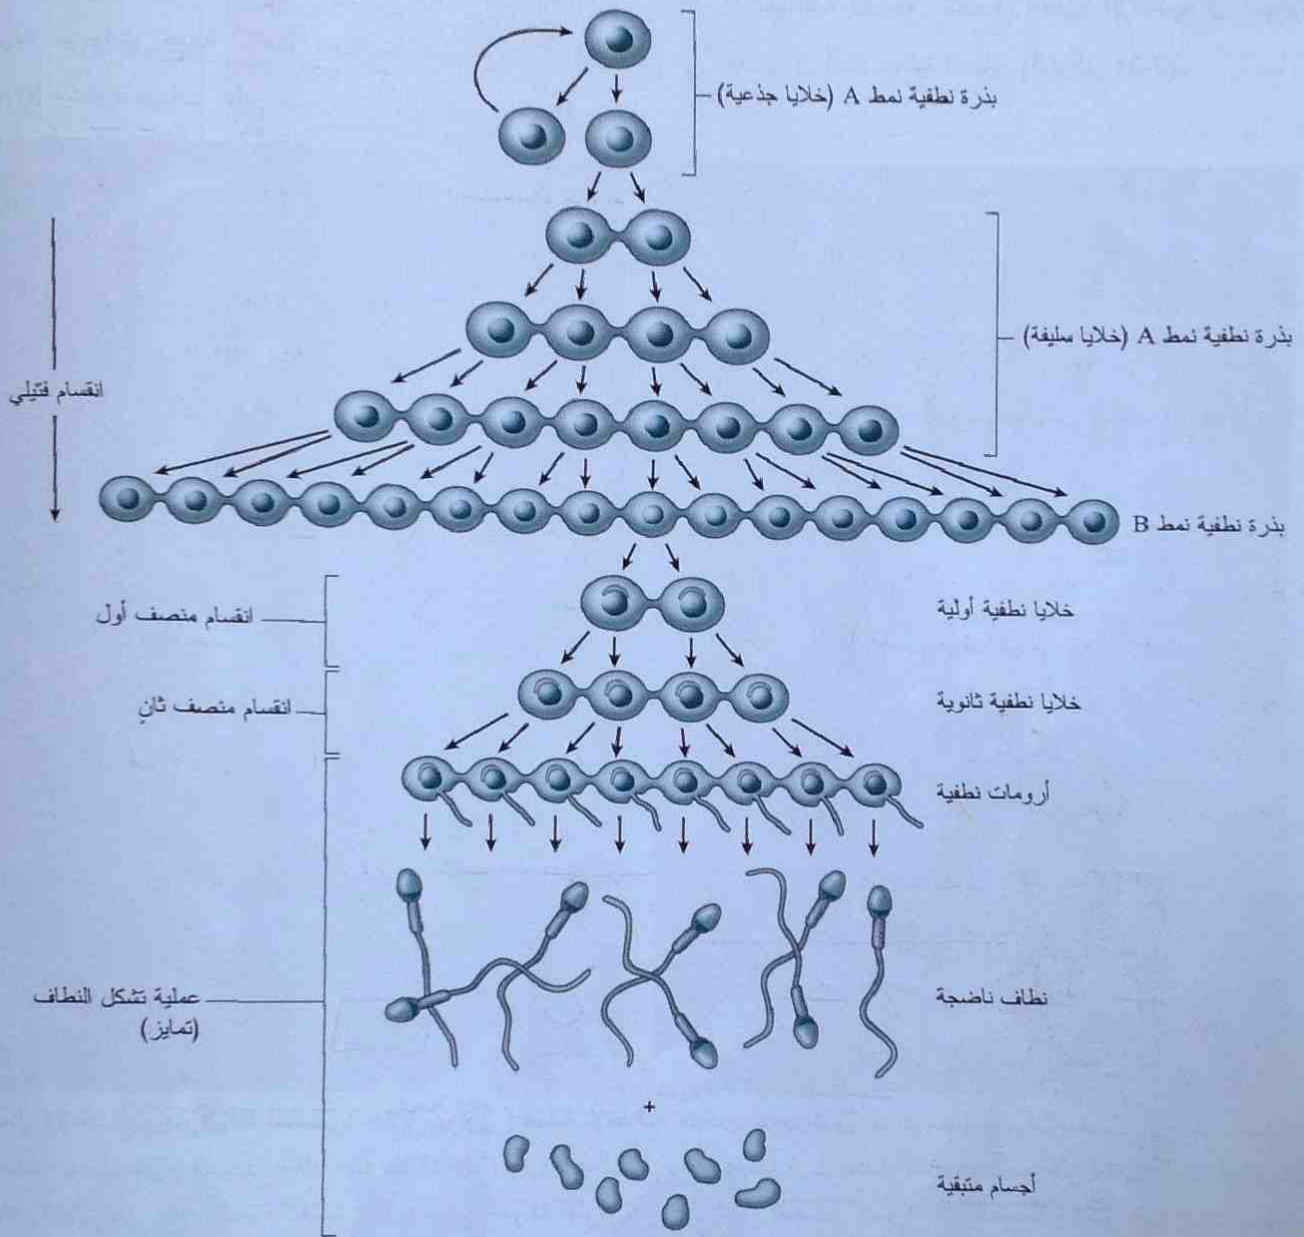 بذرة نطفية نمط A (خلايا جذعية)
بذرة نطفية نمط A (خلايا سليفة)
انقسام فتيلي
بذرة نطفية نمط B
خلايا نطفية أولية
انقسام منصف أول
خلايا نطفية ثانوية
انقسام منصف ثانٍ
أرومات نطفية
نطاف ناضجة
عملية تشكل النطاف
(تمايز)
+
أجسام متبقية